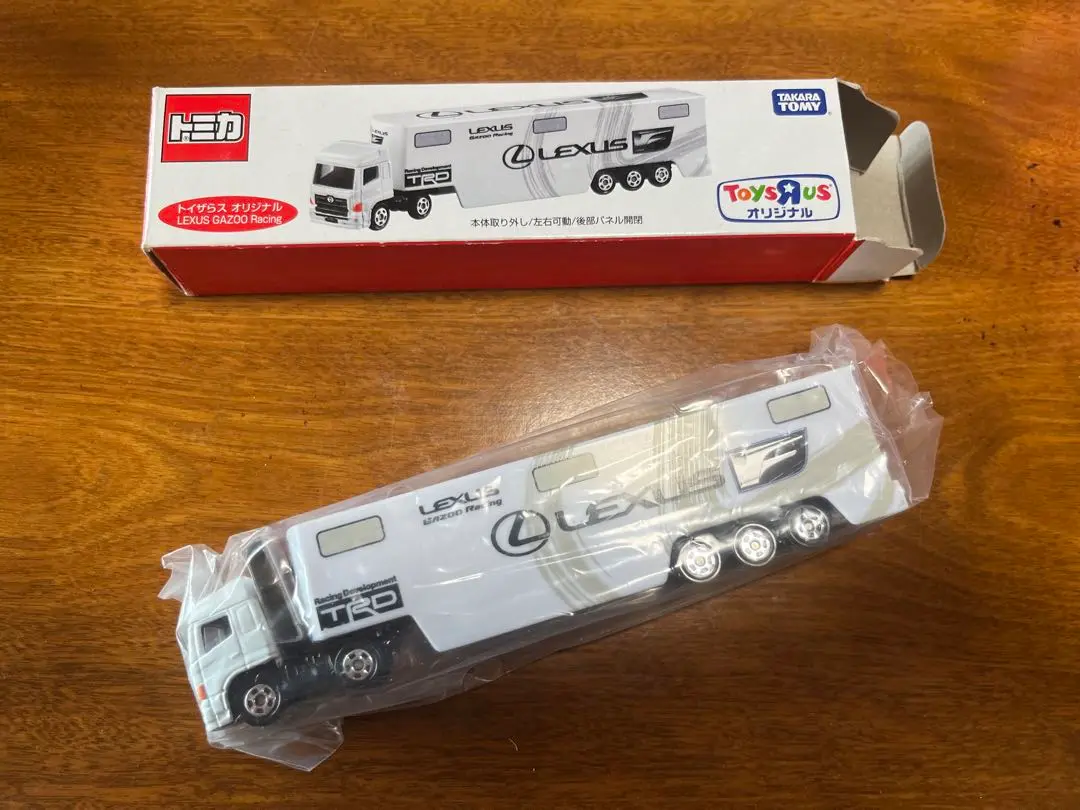 トミカ
TAKARA TOMY
LEXUS
GAZOO Racing
LEXUS F
TRD
トイザらス オリジナル
LEXUS GAZOO Racing
ToysЯus
オリジナル
本体取り外し/左右可動/後部パネル開閉
LEXUS
GAZOO Racing
LEXUS F
Racing Development
TRD